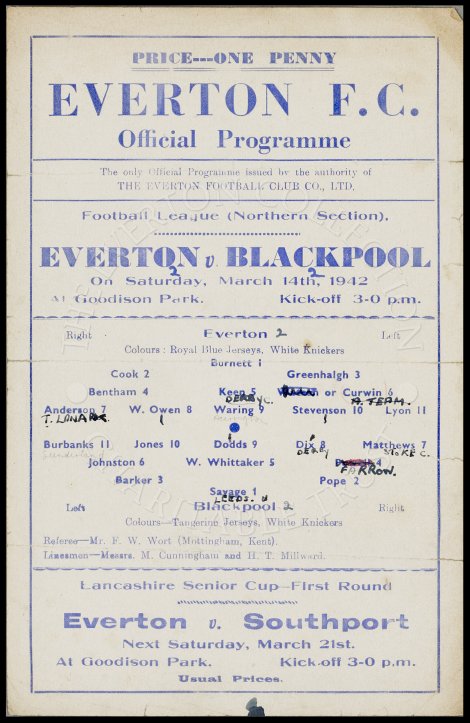 PRICE---ONE PENNY
EVERTON F.C.
Official Programme
The only Official Programme issued by the authority of
THE EVERTON FOOTBALL CLUB CO., LTD.
Football League (Northern Section).
EVERTON v. BLACKPOOL
2 2
On Saturday, March 14th, 1942
At Goodison Park. Kick-off 3-0 p.m.
Right Everton 2 Left
Colours : Royal Blue Jerseys, White Knickers
Burnett 1
Cook 2 Greenhalgh 3
Bentham 4 Keen 5 or Curwin 6
DERBY C. A. TEAM.
Anderson 7 W. Owen 8 Waring 9 Stevenson 10 Lyon 11
T. LANARK 1 1
Burbanks 11 Jones 10 Dodds 9 Dix 8 Matthews 7
Sunderland DERBY STOKE C.
Johnston 6 W. Whittaker 5 4
FARROW.
Barker 3 Pope 2
Savage 1
LEEDS. U
Left Blackpool 2 Right
Colours—Tangerine Jerseys, White Knickers
Referee—Mr. F. W. Wort (Mottingham, Kent).
Linesmen—Messrs. M. Cunningham and H. T. Millward.
Lancashire Senior Cup—First Round
Everton v. Southport
Next Saturday, March 21st.
At Goodison Park. Kick-off 3-0 p.m.
Usual Prices.